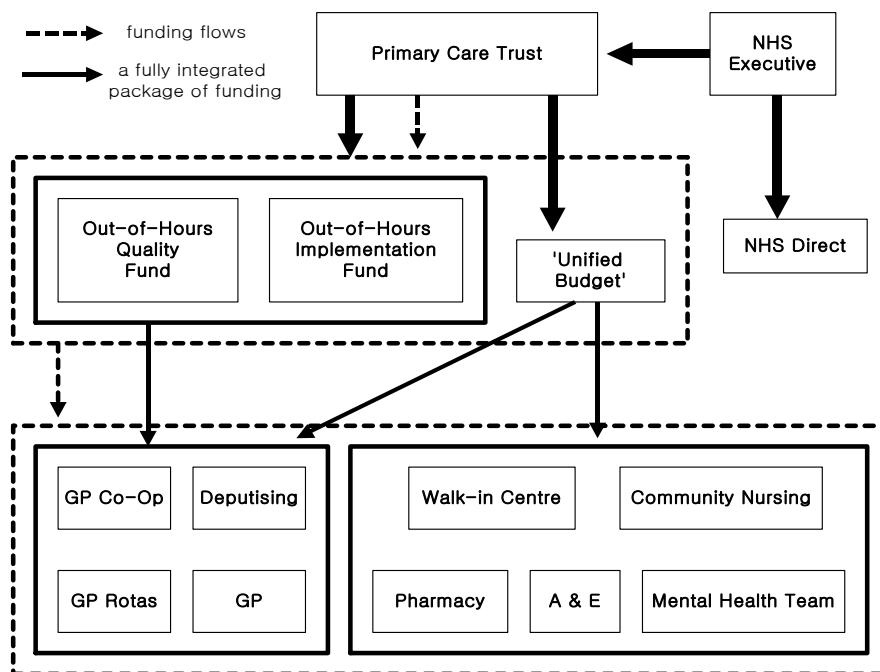 funding flows
a fully integrated
package of funding
Primary Care Trust
NHS
Executive
Out-of-Hours
Quality
Fund
Out-of-Hours
Implementation
Fund
'Unified
Budget'
NHS Direct
GP Co-Op
Deputising
Walk-in Centre
Community Nursing
GP Rotas
GP
Pharmacy
A & E
Mental Health Team